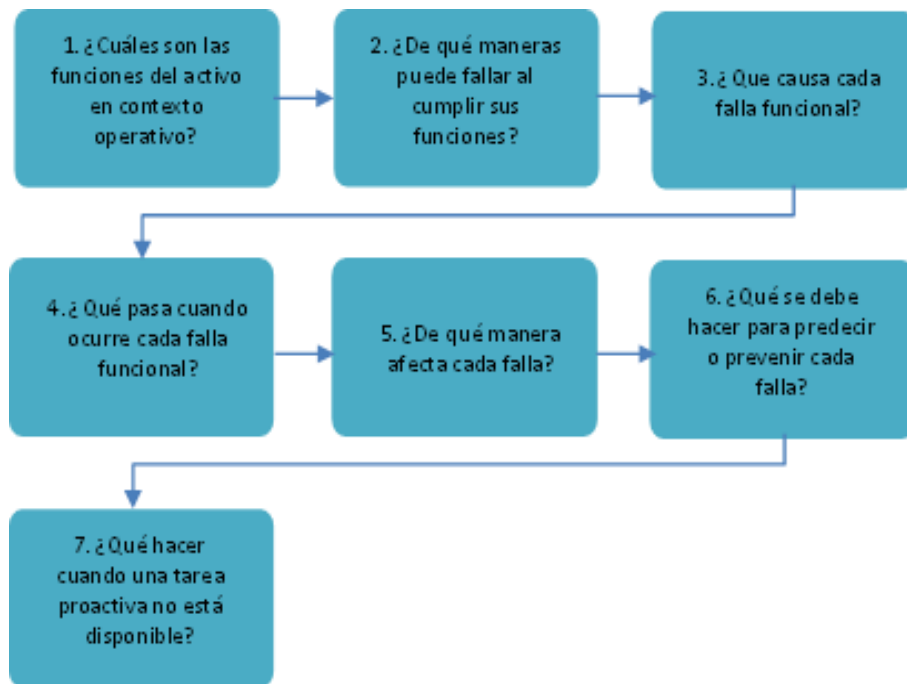 1. ¿Cuáles son las
funciones del activo
en contexto
operativo?
2. ¿De qué maneras
puede fallar al
cumplir sus
funciones?
3. ¿Que causa cada
falla funcional?
4. ¿Qué pasa cuando
ocurre cada falla
funcional?
5. ¿De qué manera
afecta cada falla?
6. ¿Qué se debe
hacer para predecir
o prevenir cada
falla?
7. ¿Qué hacer
cuando una tarea
proactiva no está
disponible?